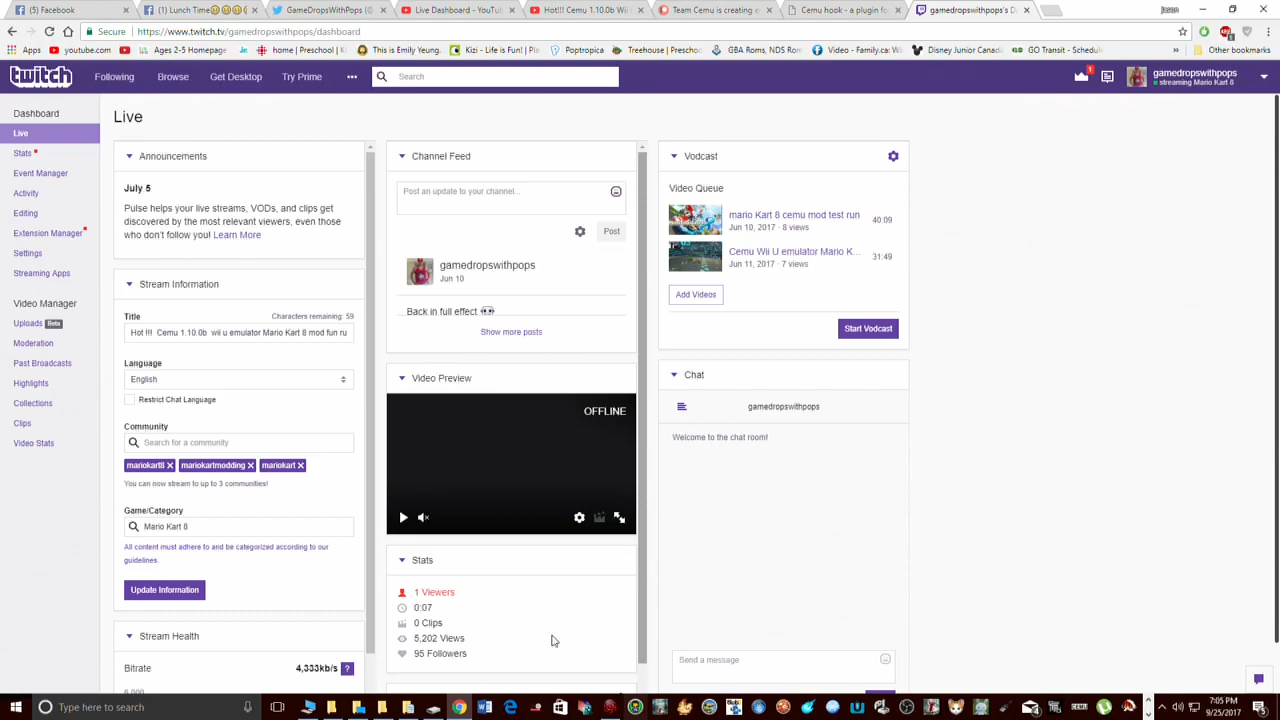 (5) Facebook
(1) Lunch Time
GameDropsWithPops (©
Live Dashboard - YouTub
Hot!!! Cemu 1.10.0b Wii
Team Cemu is creating e
Cemu hook - a plugin fo
gamedropswithpops's D
Secure https://www.twitch.tv/gamedropswithpops/dashboard
Apps youtube.com Ages 2-5 Homepage home | Preschool | K This is Emily Yeung. Kizi - Life is Fun! | Pl Poptropica Treehouse | Preschoo GBA Roms, NDS Rom Video - Family.ca: W Disney Junior Canada GO Transit - Schedule Other bookmarks
twitch Following Browse Get Desktop Try Prime ••• Search 1 gamedropswithpops
streaming Mario Kart 8
Dashboard
Live
Stats
Event Manager
Activity
Editing
Extension Manager
Settings
Streaming Apps
Video Manager
Uploads Beta
Moderation
Past Broadcasts
Highlights
Collections
Clips
Video Stats
Live
Announcements
July 5
Pulse helps your live streams, VODs, and clips get
discovered by the most relevant viewers, even those
who don't follow you! Learn More
Stream Information
Title Characters remaining: 59
Hot !!! Cemu 1.10.0b wii u emulator Mario Kart 8 mod fun ru
Language
English
Restrict Chat Language
Community
Search for a community
mariokart8 × mariokartmodding × mariokart ×
You can now stream to up to 3 communities!
Game/Category
Mario Kart 8
All content must adhere to and be categorized according to our
guidelines.
Update Information
Stream Health
Bitrate 4,333kb/s ?
Channel Feed
Post an update to your channel...
Post
gamedropswithpops
Jun 10
Back in full effect
Show more posts
Video Preview
OFFLINE
Stats
1 Viewers
0:07
0 Clips
5,202 Views
95 Followers
Vodcast
Video Queue
mario Kart 8 cemu mod test run 40:09
Jun 10, 2017 • 8 views
Cemu Wii U emulator Mario K... 31:49
Jun 11, 2017 • 7 views
Add Videos
Start Vodcast
Chat
gamedropswithpops
Welcome to the chat room!
Send a message
Type here to search
7:05 PM
9/25/2017